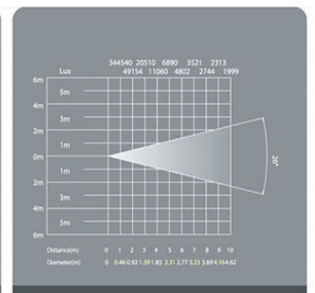 344540 20510 6890 3521 2313
Lux 49154 11060 4802 2744 1999
6m
5m
4m
3m
2m
1m
0m
1m
2m
3m
4m
5m
6m
26°
Distance(m) 0 1 2 3 4 5 6 7 8 9 10
Diameter(m) 0 0.46 0.92 1.39 1.85 2.31 2.77 3.23 3.69 4.16 4.62